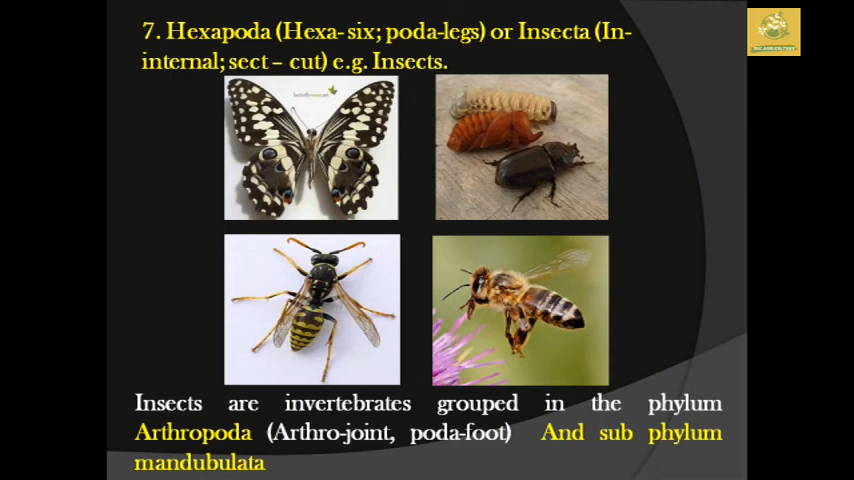 7. Hexapoda (Hexa- six; poda-legs) or Insecta (In-
internal; sect – cut) e.g. Insects.
Insects are invertebrates grouped in the phylum
Arthropoda (Arthro-joint, poda-foot) And sub phylum
mandubulata